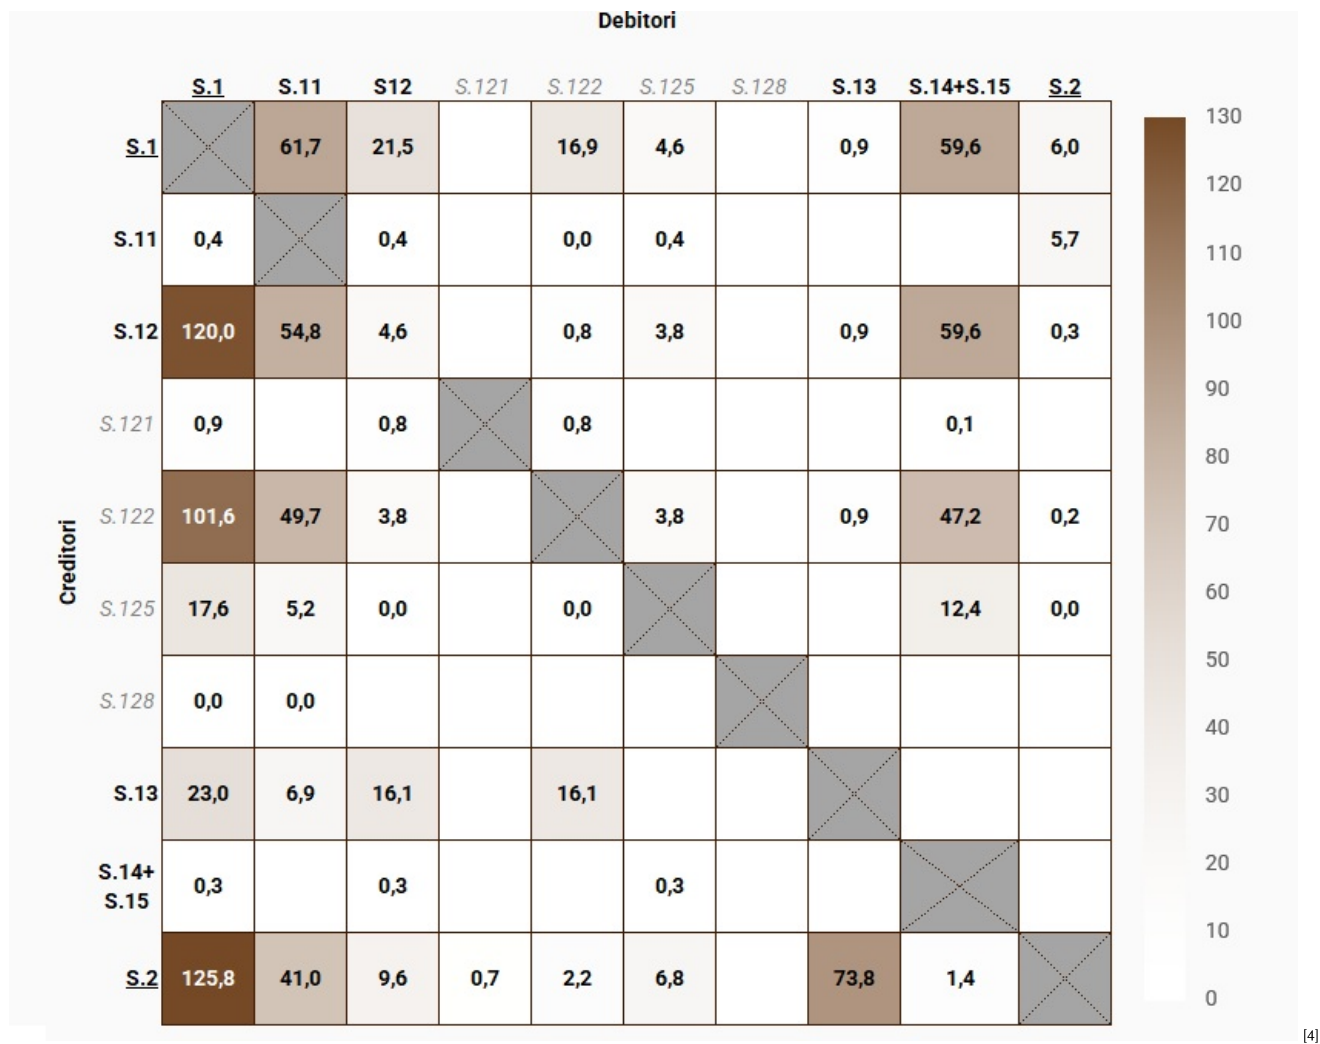 Debitori
S.1 S.11 S12 S.121 S.122 S.125 S.128 S.13 S.14+S.15 S.2
S.1 61,7 21,5 16,9 4,6 0,9 59,6 6,0
S.11 0,4 0,4 0,0 0,4 5,7
S.12 120,0 54,8 4,6 0,8 3,8 0,9 59,6 0,3
S.121 0,9 0,8 0,8 0,1
S.122 101,6 49,7 3,8 3,8 0,9 47,2 0,2
S.125 17,6 5,2 0,0 0,0 12,4 0,0
S.128 0,0 0,0
S.13 23,0 6,9 16,1 16,1
S.14+
S.15 0,3 0,3 0,3
S.2 125,8 41,0 9,6 0,7 2,2 6,8 73,8 1,4
Creditori
130
120
110
100
90
80
70
60
50
40
30
20
10
0
[4]